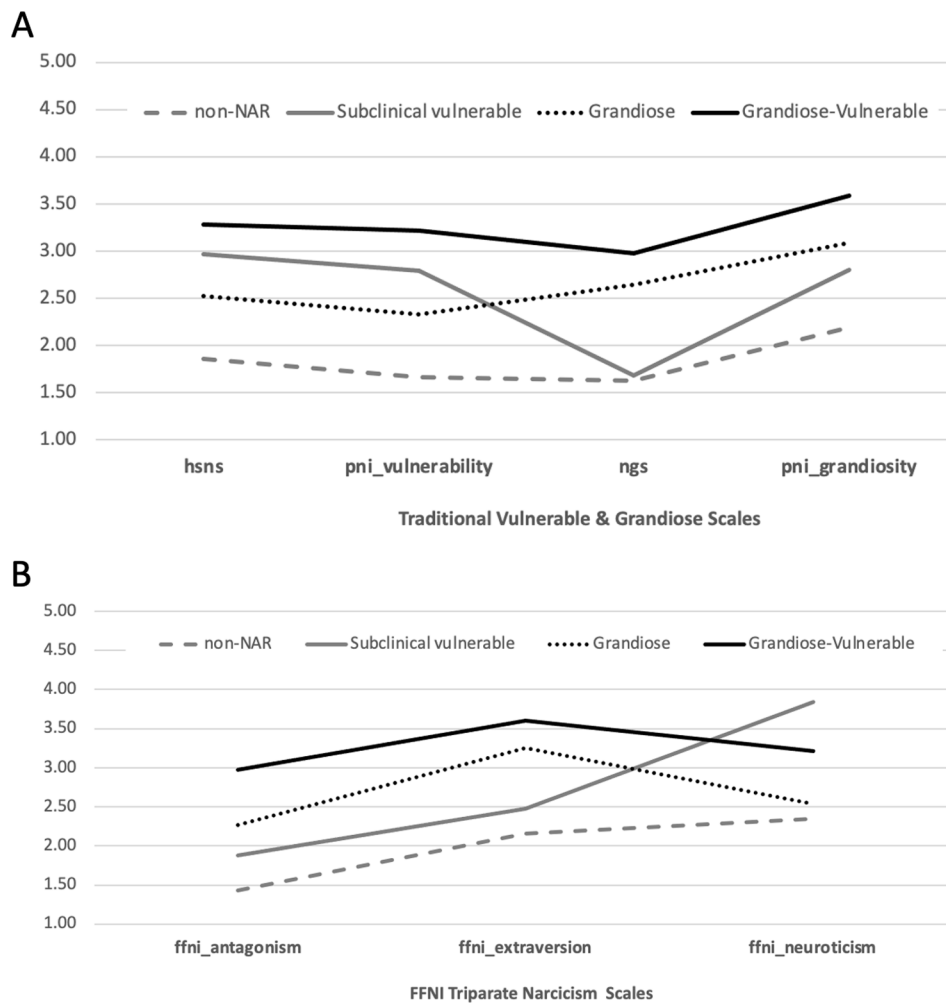 A
5.00
4.50
non-NAR Subclinical vulnerable Grandiose Grandiose-Vulnerable
4.00
3.50
3.00
2.50
2.00
1.50
1.00
hsns pni_vulnerability ngs pni_grandiosity
Traditional Vulnerable & Grandiose Scales
B
5.00
4.50
non-NAR Subclinical vulnerable Grandiose Grandiose-Vulnerable
4.00
3.50
3.00
2.50
2.00
1.50
1.00
ffni_antagonism ffni_extraversion ffni_neuroticism
FFNI Triparate Narcicism Scales